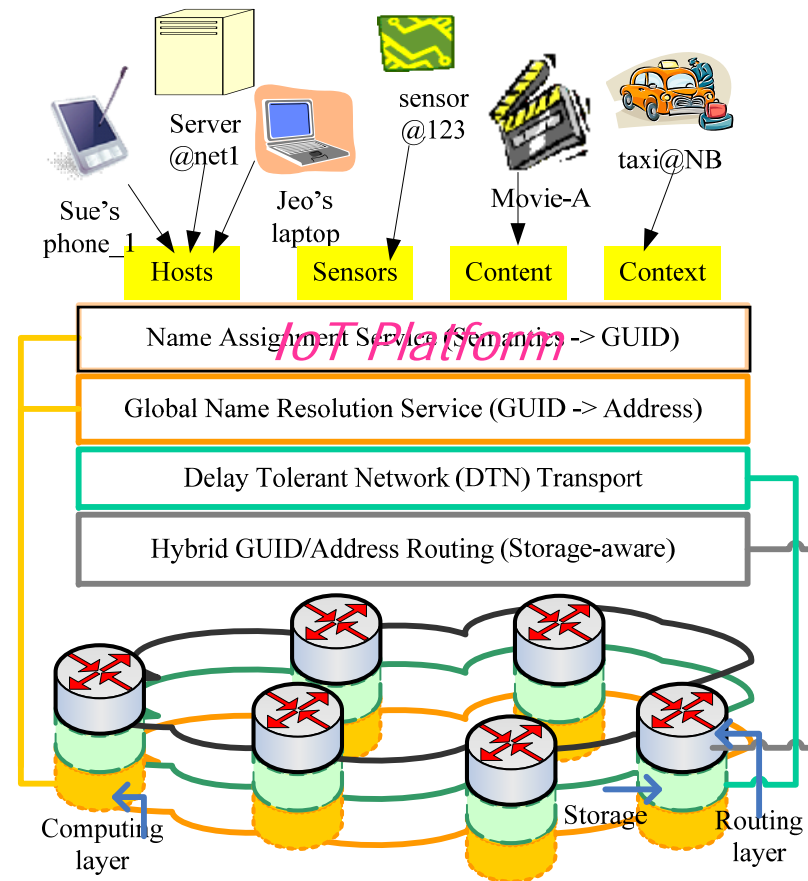 Server
@net1
sensor
@123
taxi@NB
Sue's
phone_1
Jeo's
laptop
Movie-A
Hosts
Sensors
Content
Context
Name Assignment Service (Semantics -> GUID)
IoT Platform
Global Name Resolution Service (GUID -> Address)
Delay Tolerant Network (DTN) Transport
Hybrid GUID/Address Routing (Storage-aware)
Computing
layer
Storage
Routing
layer